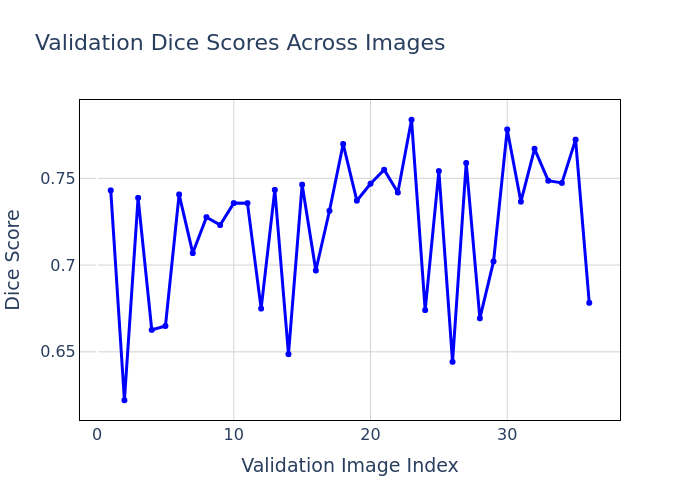 Validation Dice Scores Across Images
Dice Score
0.75
0.7
0.65
0
10
20
30
Validation Image Index